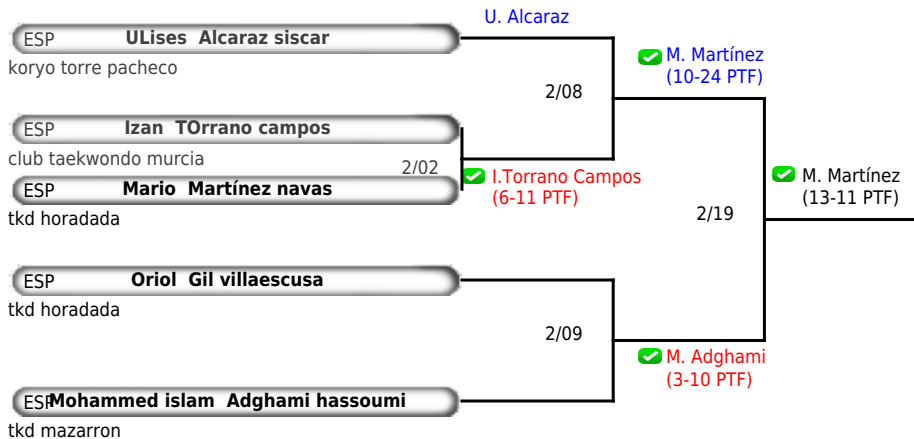 U. Alcaraz
ESP ULises Alcaraz siscar
koryo torre pacheco
M. Martínez
(10-24 PTF)
2/08
ESP Izan TOrrano campos
club taekwondo murcia
2/02
I.Torrano Campos
(6-11 PTF)
ESP Mario Martínez navas
tkd horadada
M. Martínez
(13-11 PTF)
2/19
ESP Oriol Gil villaescusa
tkd horadada
2/09
M. Adghami
(3-10 PTF)
ESP Mohammed islam Adghami hassoumi
tkd mazarron